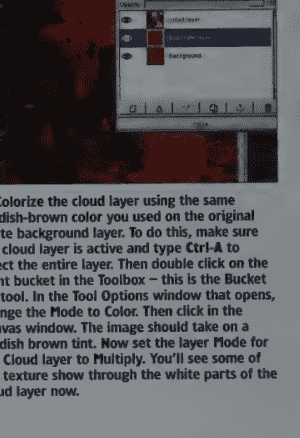 Background
Colorize the cloud layer using the same
dish-brown color you used on the original
te background layer. To do this, make sure
cloud layer is active and type Ctrl-A to
ect the entire layer. Then double click on the
nt bucket in the Toolbox – this is the Bucket
tool. In the Tool Options window that opens,
nge the Mode to Color. Then click in the
vas window. The image should take on a
dish brown tint. Now set the layer Mode for
Cloud layer to Multiply. You'll see some of
texture show through the white parts of the
ud layer now.